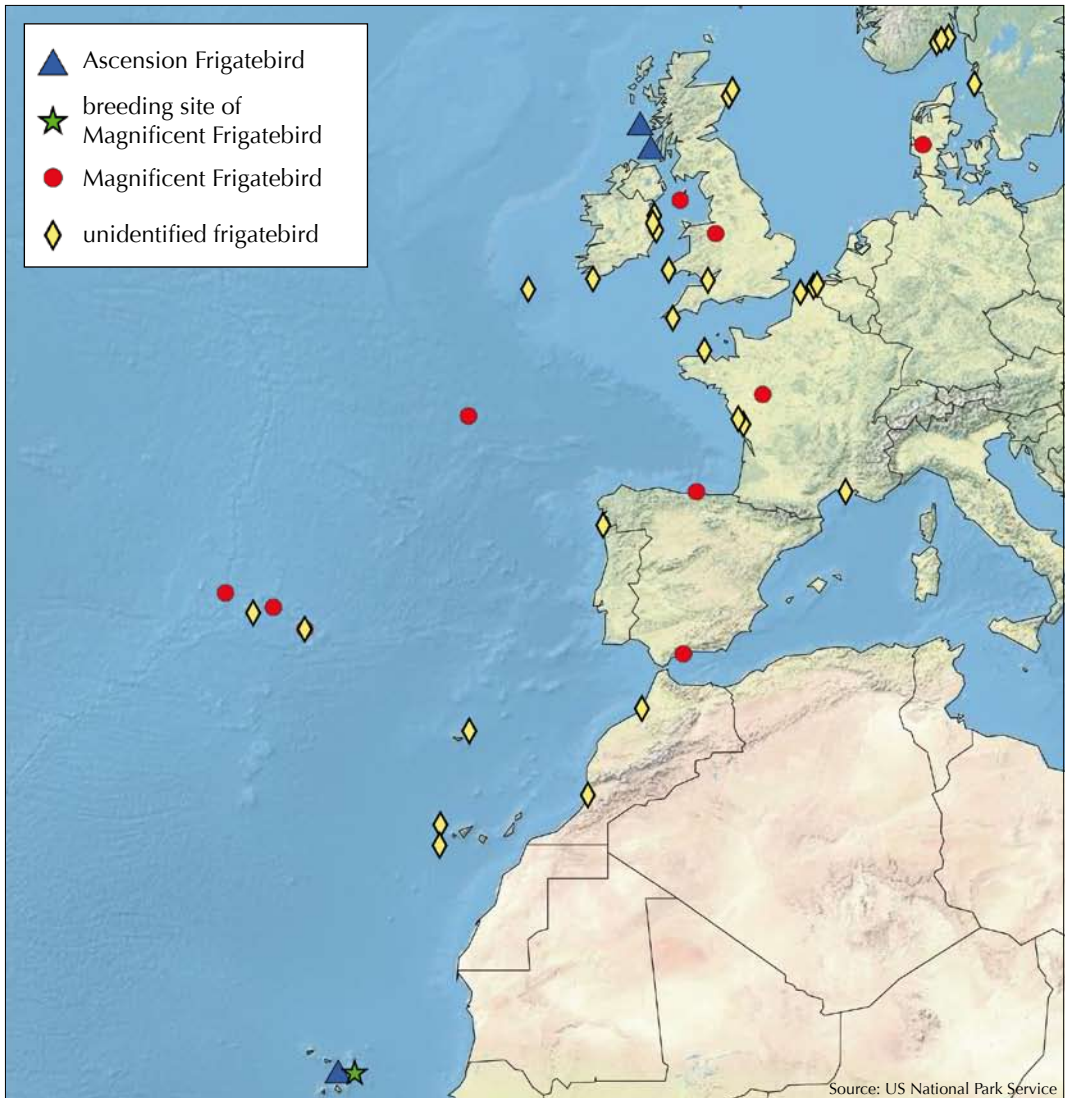 Ascension Frigatebird
breeding site of
Magnificent Frigatebird
Magnificent Frigatebird
unidentified frigatebird
Source: US National Park Service